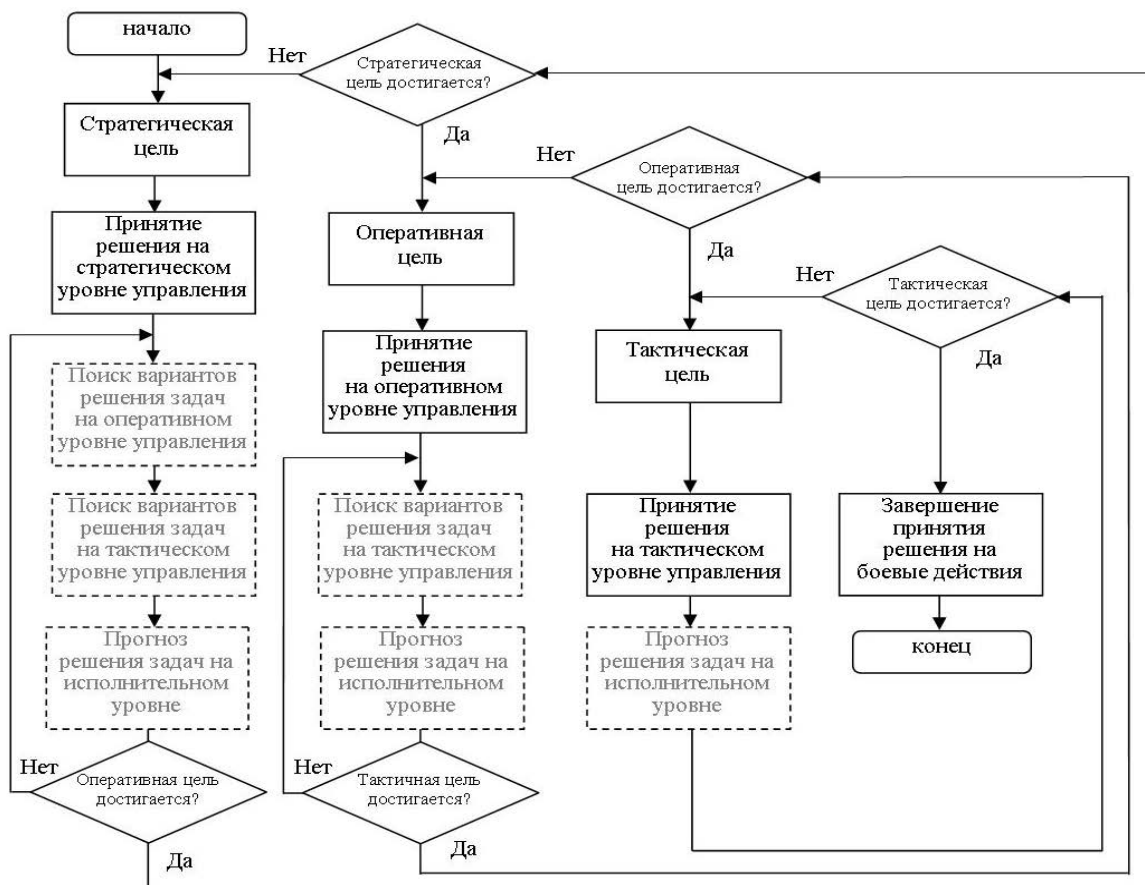 начало
Нет
Стратегическая
цель достигается?
Да
Стратегическая
цель
Принятие
решения на
стратегическом
уровне управления
Поиск вариантов
решения задач
на оперативном
уровне управления
Поиск вариантов
решения задач
на тактическом
уровне управления
Прогноз
решения задач на
исполнительном
уровне
Нет
Оперативная цель
достигается?
Да
Нет
Оперативная
цель достигается?
Да
Оперативная
цель
Принятие
решения
на оперативном
уровне управления
Поиск вариантов
решения задач
на тактическом
уровне управления
Прогноз
решения задач на
исполнительном
уровне
Нет
Тактичная цель
достигается?
Да
Нет
Тактическая
цель достигается?
Да
Тактическая
цель
Принятие
решения
на тактическом
уровне управления
Прогноз
решения задач на
исполнительном
уровне
Завершение
принятия
решения на
боевые действия
конец